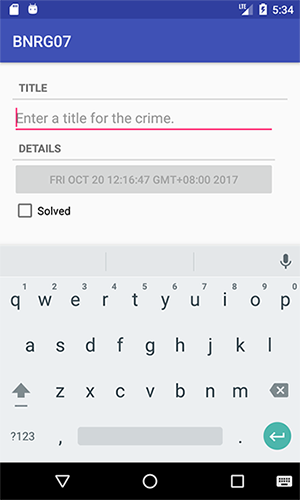 LTE 5:34
BNRG07
TITLE
Enter a title for the crime.
DETAILS
FRI OCT 20 12:16:47 GMT+08:00 2017
Solved
1 2 3 4 5 6 7 8 9 0
q w e r t y u i o p
a s d f g h j k l
z x c v b n m
?123 , .